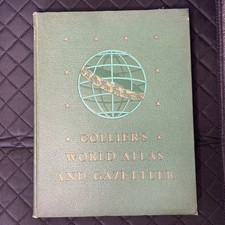 COLLIER'S
WORLD ATLAS
AND GAZETTEER